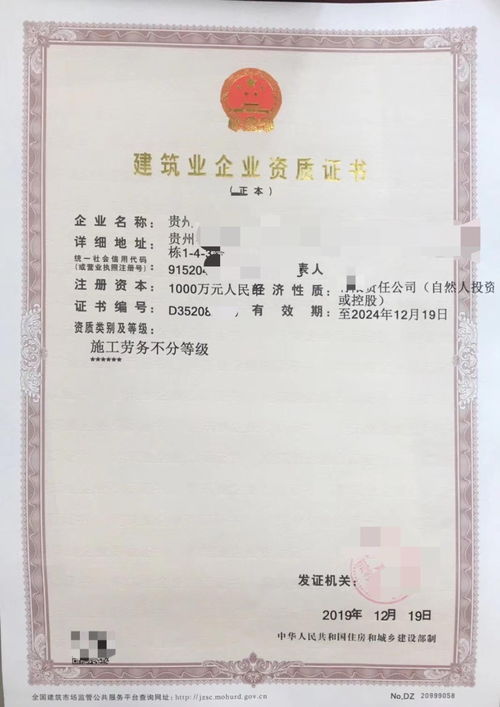 建筑业企业资质证书
(正本)
企业名称:贵州
详细地址:贵州
栋1-4-3
统一社会信用代码
(或营业执照注册号):
915204
责人
注册资本:1000万元人民
经济性质:
责任公司(自然人投资
或控股)
证书编号:D35208
有效期:至2024年12月19日
资质类别及等级:
施工劳务不分等级
******
发证机关:
2019年12月19日
中华人民共和国住房和城乡建设部制
全国建筑市场监管公共服务平台查询网址:http://jzsc.mohurd.gov.cn
No.DZ 20899058